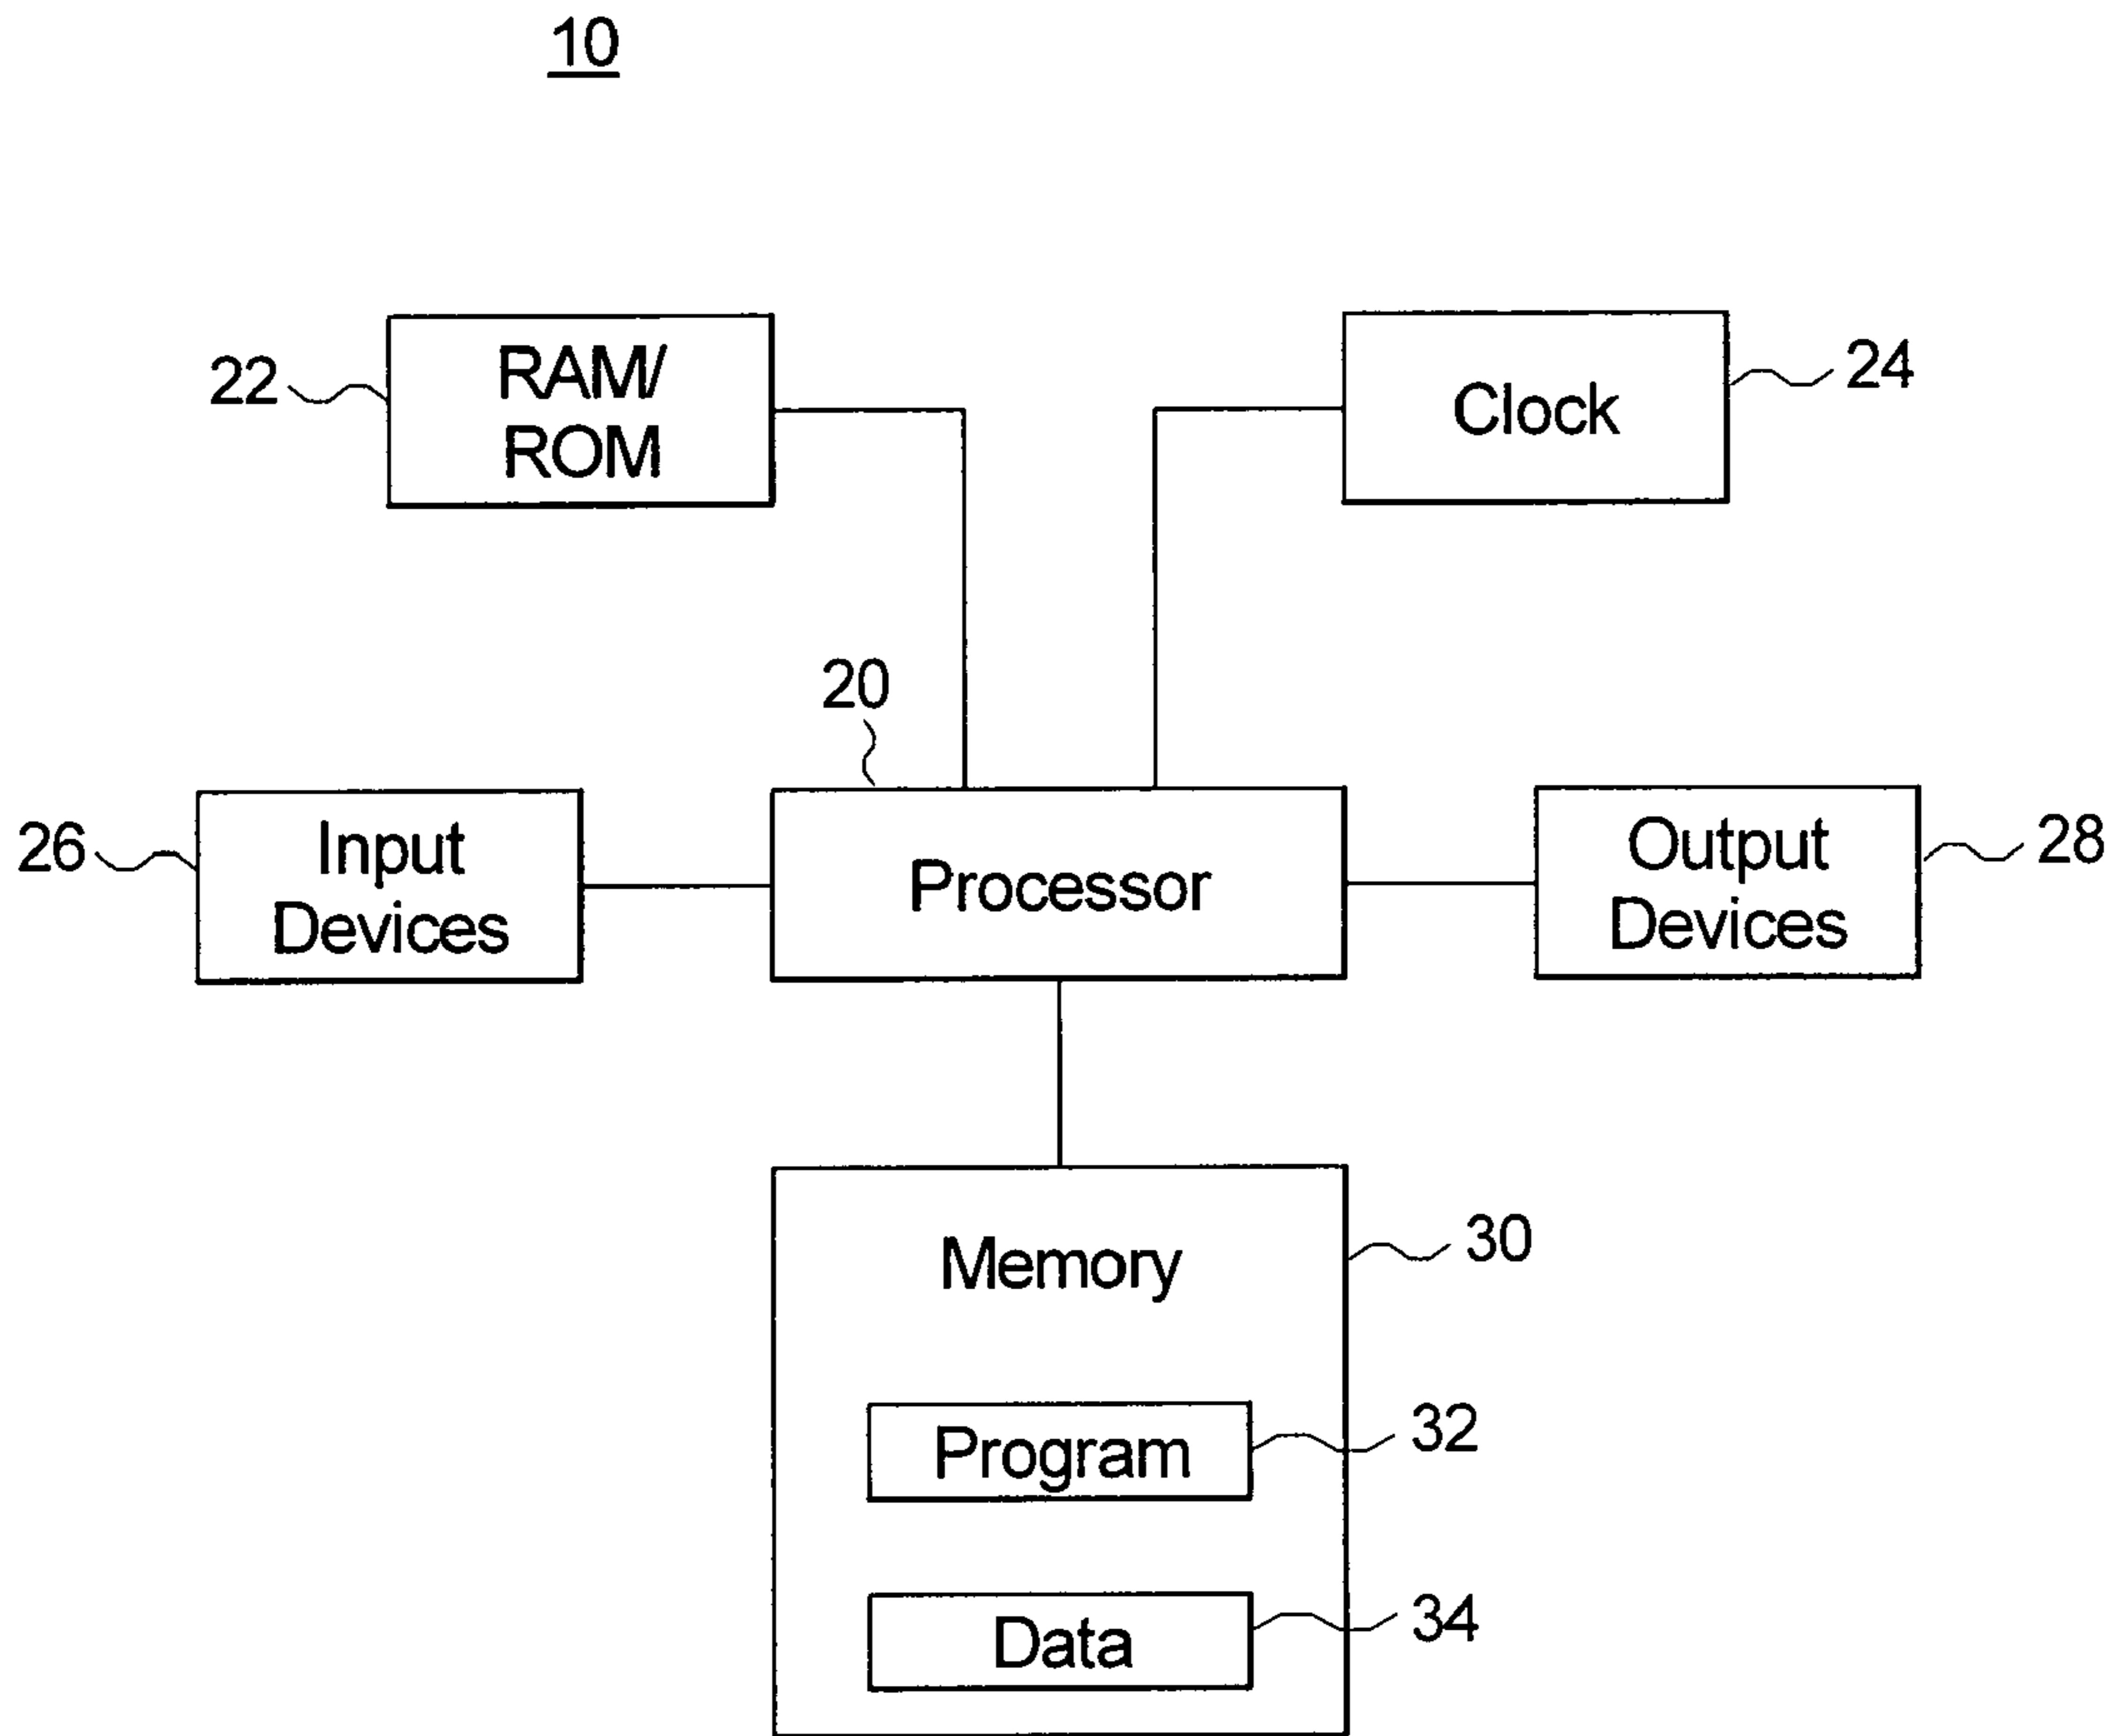 10
22
RAM/
ROM
Clock
24
20
26
Input
Devices
Processor
Output
Devices
28
Memory
30
Program
32
Data
34